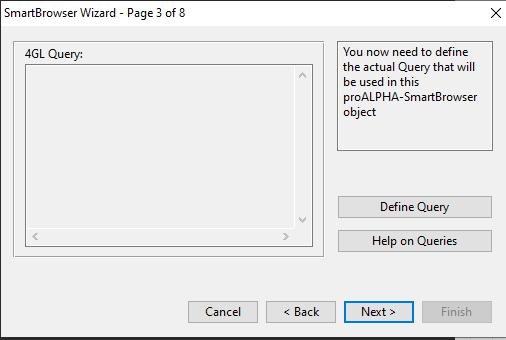 SmartBrowser Wizard - Page 3 of 8
4GL Query:
You now need to define
the actual Query that will
be used in this
proALPHA-SmartBrowser
object
Define Query
Help on Queries
Cancel
< Back
Next >
Finish